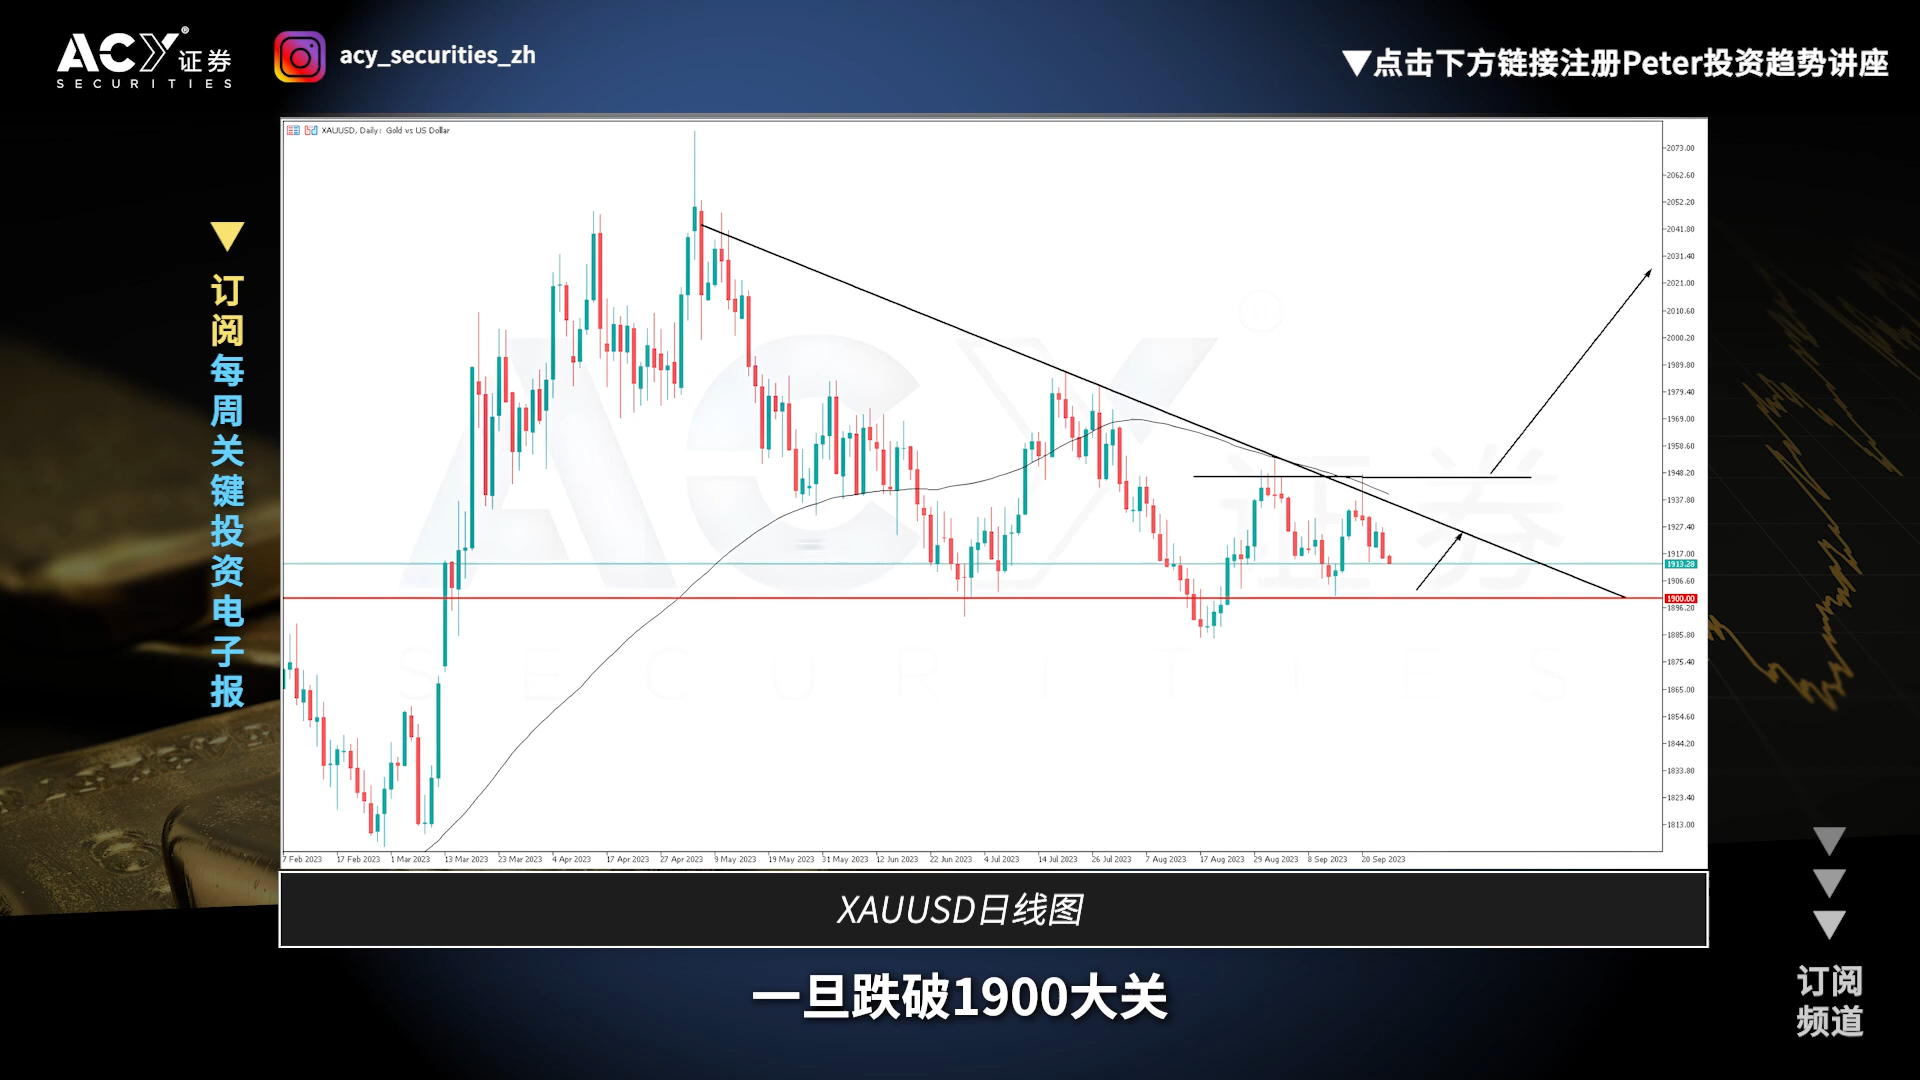 ACY®证券
SECURITIES
acy_securities_zh
▼点击下方链接注册Peter投资趋势讲座
订阅每周关键投资电子报
XAUUSD, Daily: Gold vs US Dollar
2073.00
2062.60
2052.20
2041.80
2031.40
2021.00
2010.60
2000.20
1989.80
1979.40
1969.00
1958.60
1948.20
1937.80
1927.40
1917.00
1913.28
1906.60
1900.00
1896.20
1885.80
1875.40
1865.00
1854.60
1844.20
1833.80
1823.40
1813.00
ACY 证券
SECURITIES
7 Feb 2023 17 Feb 2023 1 Mar 2023 13 Mar 2023 23 Mar 2023 4 Apr 2023 17 Apr 2023 27 Apr 2023 9 May 2023 19 May 2023 31 May 2023 12 Jun 2023 22 Jun 2023 4 Jul 2023 14 Jul 2023 26 Jul 2023 7 Aug 2023 17 Aug 2023 29 Aug 2023 8 Sep 2023 20 Sep 2023
XAUUSD日线图
一旦跌破1900大关
订阅
频道